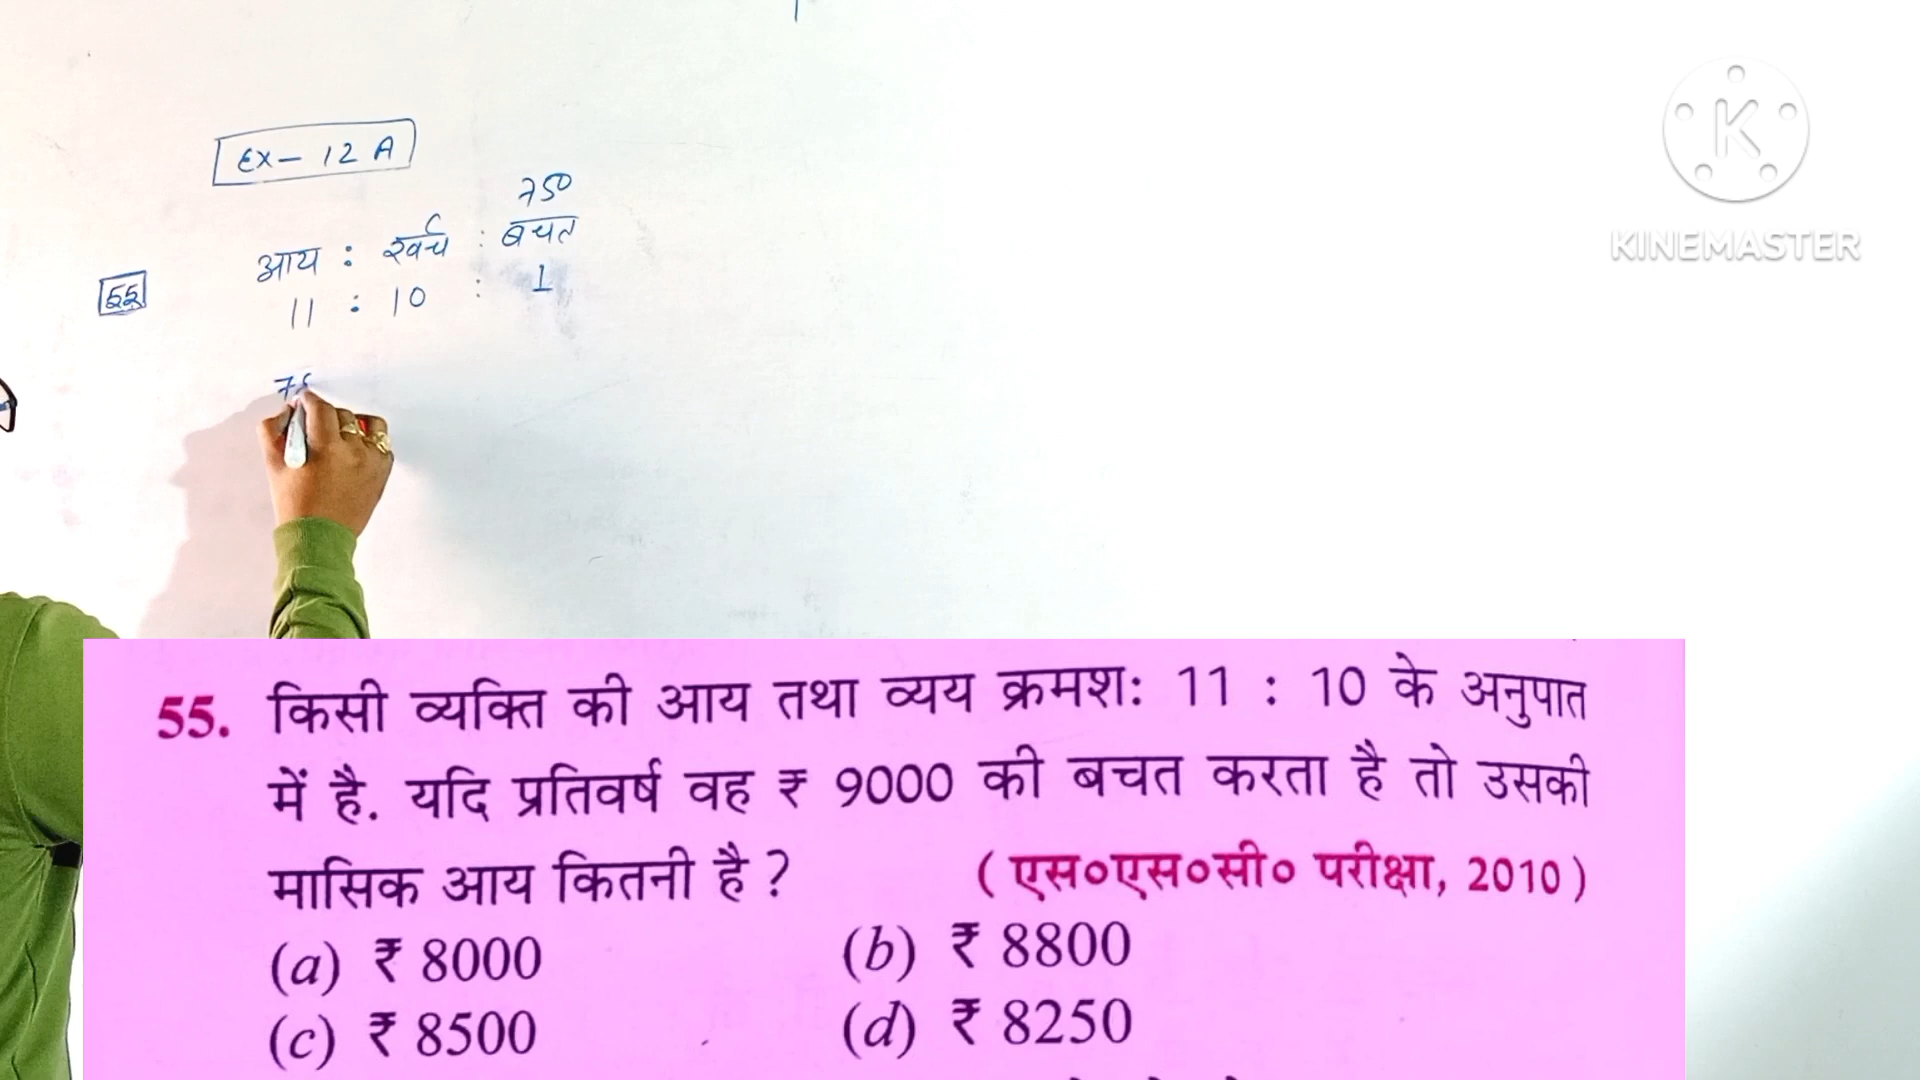 Ex - 12 A
750
आय : खर्च : बचत
55
11 : 10 : 1
75
KINEMASTER
55. किसी व्यक्ति की आय तथा व्यय क्रमशः 11 : 10 के अनुपात
में है. यदि प्रतिवर्ष वह ₹ 9000 की बचत करता है तो उसकी
मासिक आय कितनी है ? ( एस०एस०सी० परीक्षा, 2010 )
(a) ₹ 8000 (b) ₹ 8800
(c) ₹ 8500 (d) ₹ 8250